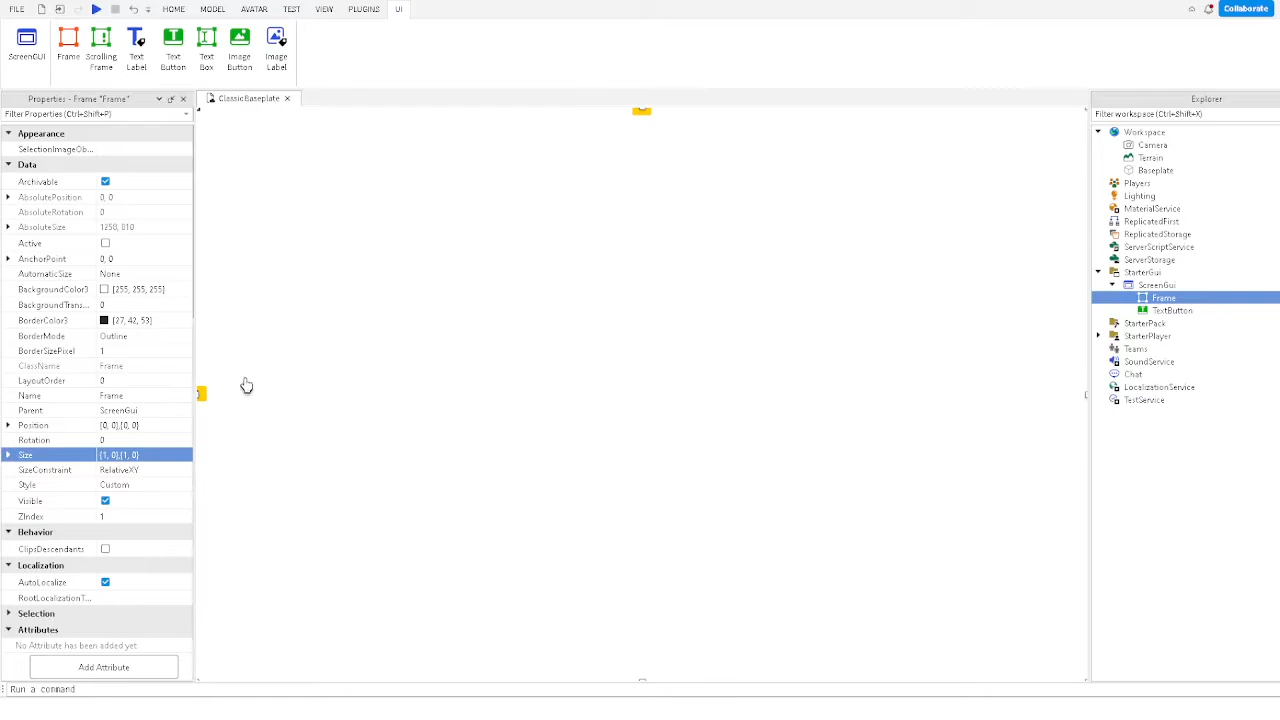 FILE HOME MODEL AVATAR TEST VIEW PLUGINS UI Collaborate
ScreenGUI Frame Scrolling Frame Text Label Text Button Text Box Image Button Image Label
Properties - Frame "Frame"
Filter Properties (Ctrl+Shift+P)
Appearance
SelectionImageOb...
Data
Archivable
AbsolutePosition 0, 0
AbsoluteRotation 0
AbsoluteSize 1258, 810
Active
AnchorPoint 0, 0
AutomaticSize None
BackgroundColor3 [255, 255, 255]
BackgroundTrans... 0
BorderColor3 [27, 42, 53]
BorderMode Outline
BorderSizePixel 1
ClassName Frame
LayoutOrder 0
Name Frame
Parent ScreenGui
Position {0, 0},{0, 0}
Rotation 0
Size {1, 0},{1, 0}
SizeConstraint RelativeXY
Style Custom
Visible
ZIndex 1
Behavior
ClipsDescendants
Localization
AutoLocalize
RootLocalizationT...
Selection
Attributes
No Attribute has been added yet
Add Attribute
Run a command
ClassicBaseplate
Explorer
Filter workspace (Ctrl+Shift+X)
Workspace
Camera
Terrain
Baseplate
Players
Lighting
MaterialService
ReplicatedFirst
ReplicatedStorage
ServerScriptService
ServerStorage
StarterGui
ScreenGui
Frame
TextButton
StarterPack
StarterPlayer
Teams
SoundService
Chat
LocalizationService
TestService